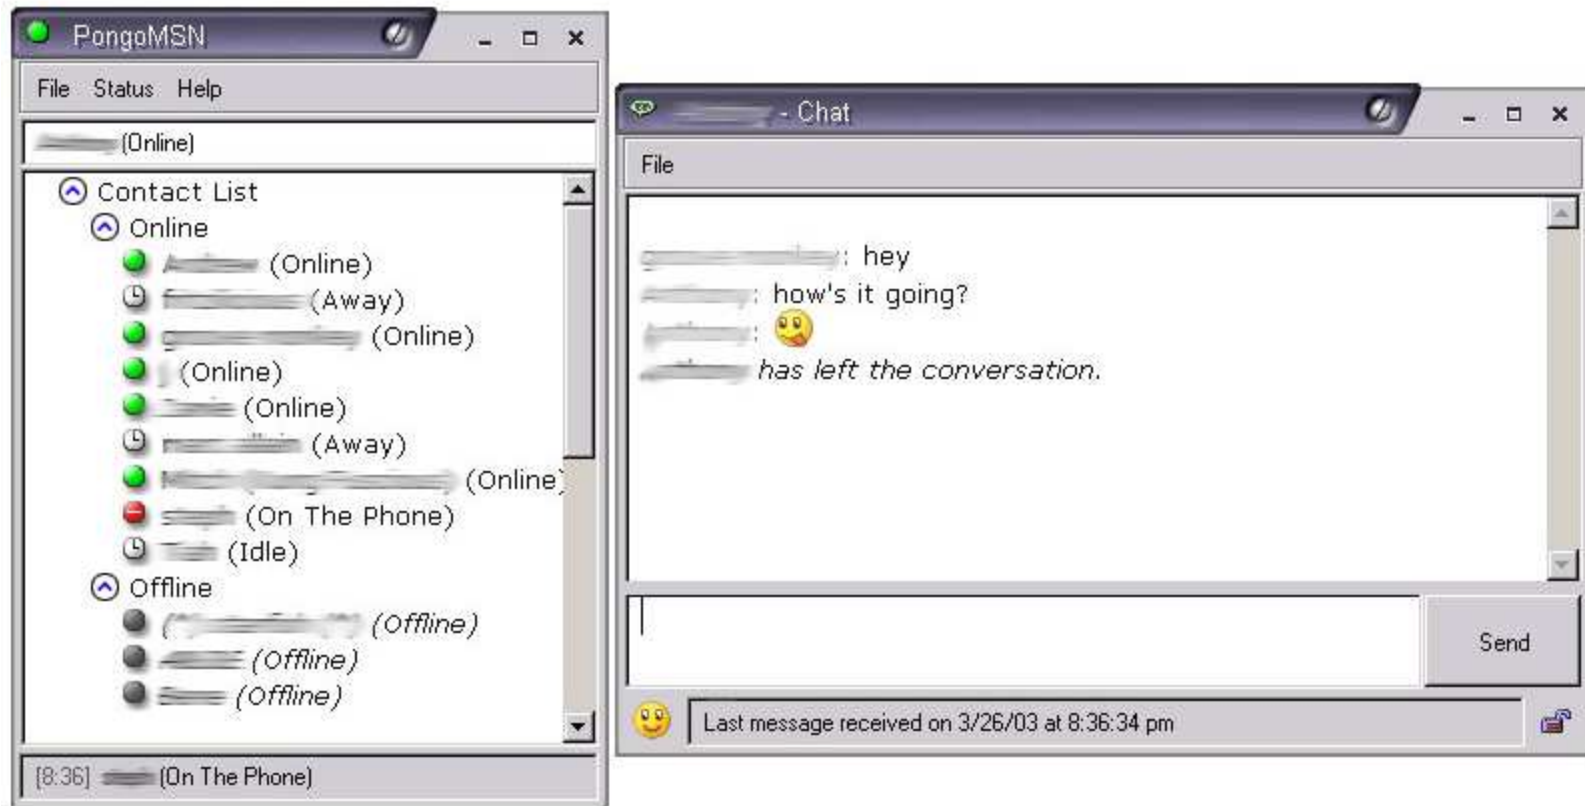 PongoMSN
File Status Help
(Online)
Contact List
Online
(Online)
(Away)
(Online)
(Online)
(Online)
(Away)
(Online)
(On The Phone)
(Idle)
Offline
(Offline)
(Offline)
(Offline)
[8:36] (On The Phone)
- Chat
File
: hey
: how's it going?
:
has left the conversation.
Send
Last message received on 3/26/03 at 8:36:34 pm